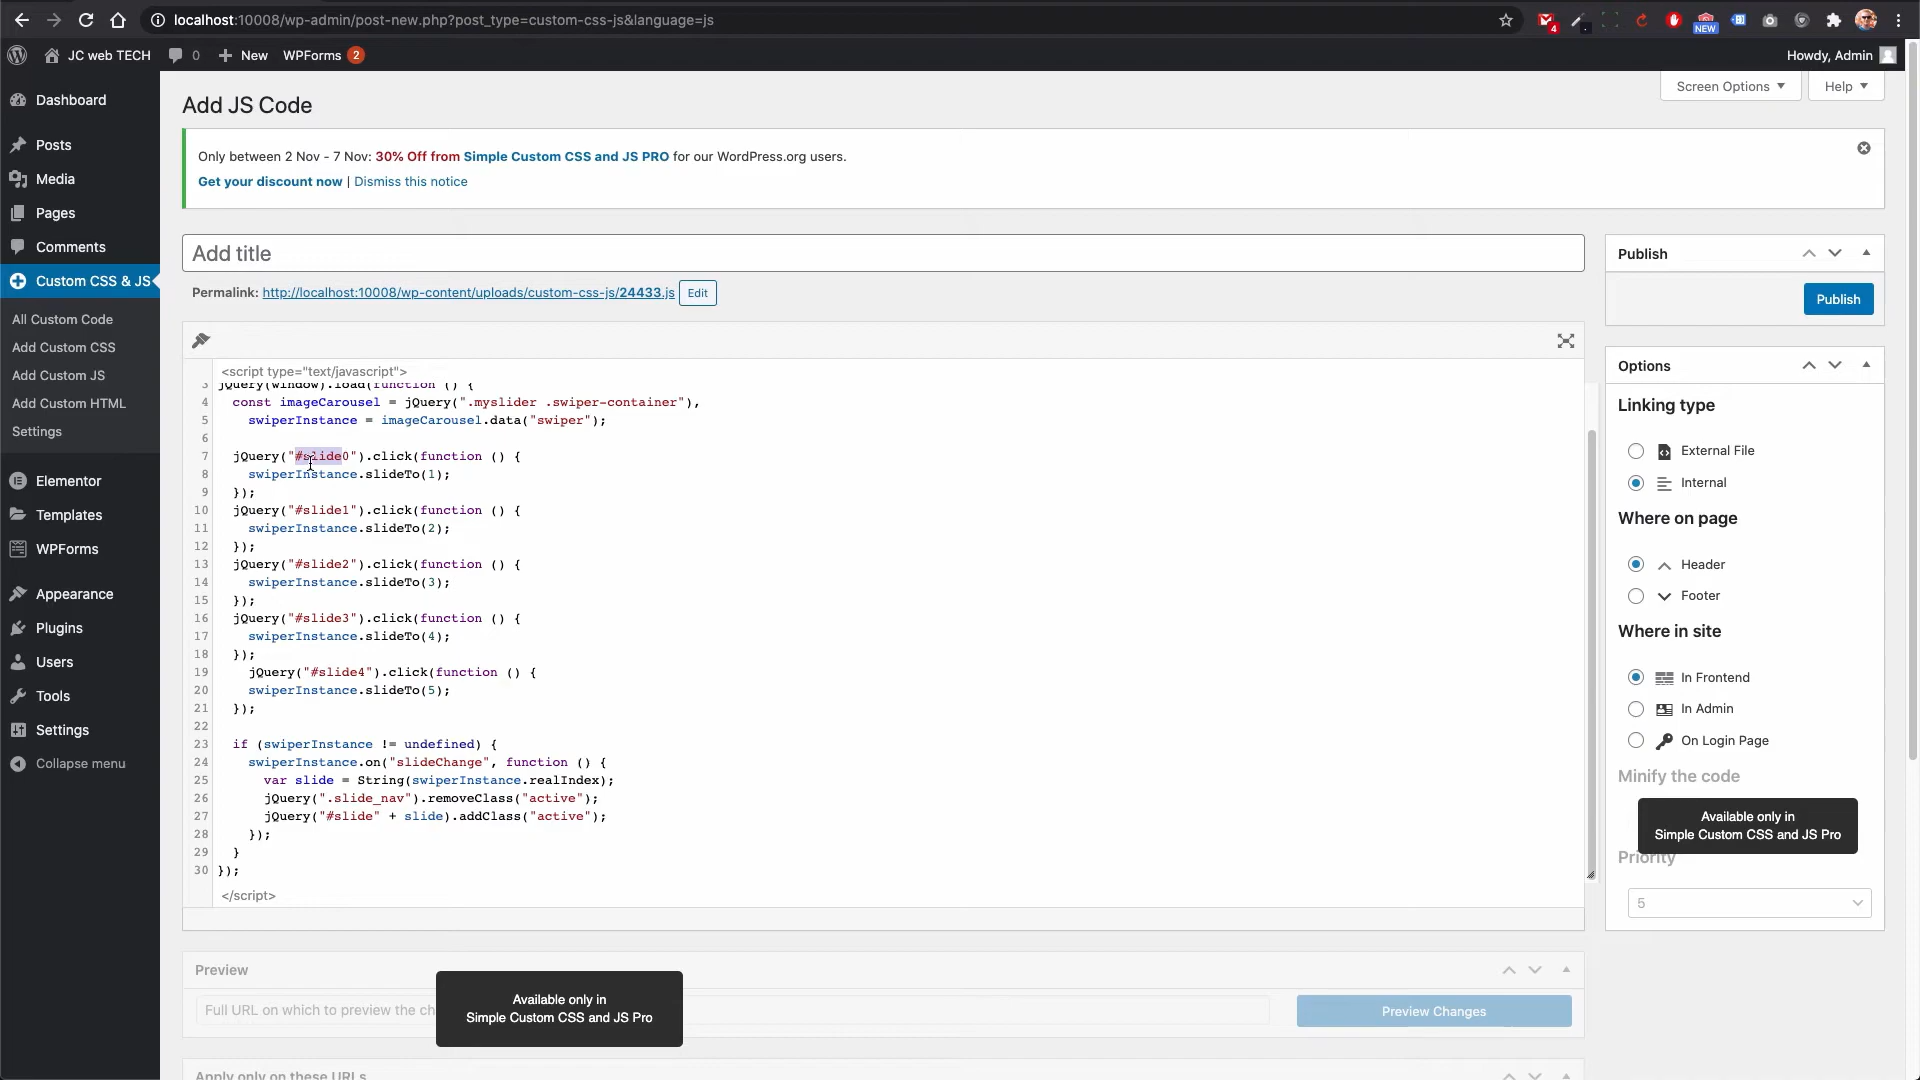 localhost:10008/wp-admin/post-new.php?post_type=custom-css-js&language=js
4
NEW
JC web TECH
0
New
WPForms 2
Howdy, Admin
Dashboard
Posts
Media
Pages
Comments
Custom CSS & JS
All Custom Code
Add Custom CSS
Add Custom JS
Add Custom HTML
Settings
Elementor
Templates
WPForms
Appearance
Plugins
Users
Tools
Settings
Collapse menu
Screen Options
Help
Add JS Code
Only between 2 Nov - 7 Nov: 30% Off from Simple Custom CSS and JS PRO for our WordPress.org users.
Get your discount now | Dismiss this notice
Add title
Permalink: http://localhost:10008/wp-content/uploads/custom-css-js/24433.js Edit
<script type="text/javascript">
3 jQuery(window).load(function () {
4 const imageCarousel = jQuery(".myslider .swiper-container"),
5 swiperInstance = imageCarousel.data("swiper");
6
7 jQuery("#slide0").click(function () {
8 swiperInstance.slideTo(1);
9 });
10 jQuery("#slide1").click(function () {
11 swiperInstance.slideTo(2);
12 });
13 jQuery("#slide2").click(function () {
14 swiperInstance.slideTo(3);
15 });
16 jQuery("#slide3").click(function () {
17 swiperInstance.slideTo(4);
18 });
19 jQuery("#slide4").click(function () {
20 swiperInstance.slideTo(5);
21 });
22
23 if (swiperInstance != undefined) {
24 swiperInstance.on("slideChange", function () {
25 var slide = String(swiperInstance.realIndex);
26 jQuery(".slide_nav").removeClass("active");
27 jQuery("#slide" + slide).addClass("active");
28 });
29 }
30 });
</script>
Preview
Full URL on which to preview the ch
Available only in
Simple Custom CSS and JS Pro
Preview Changes
Apply only on these URLs
Publish
Publish
Options
Linking type
External File
Internal
Where on page
Header
Footer
Where in site
In Frontend
In Admin
On Login Page
Minify the code
Available only in
Simple Custom CSS and JS Pro
Priority
5